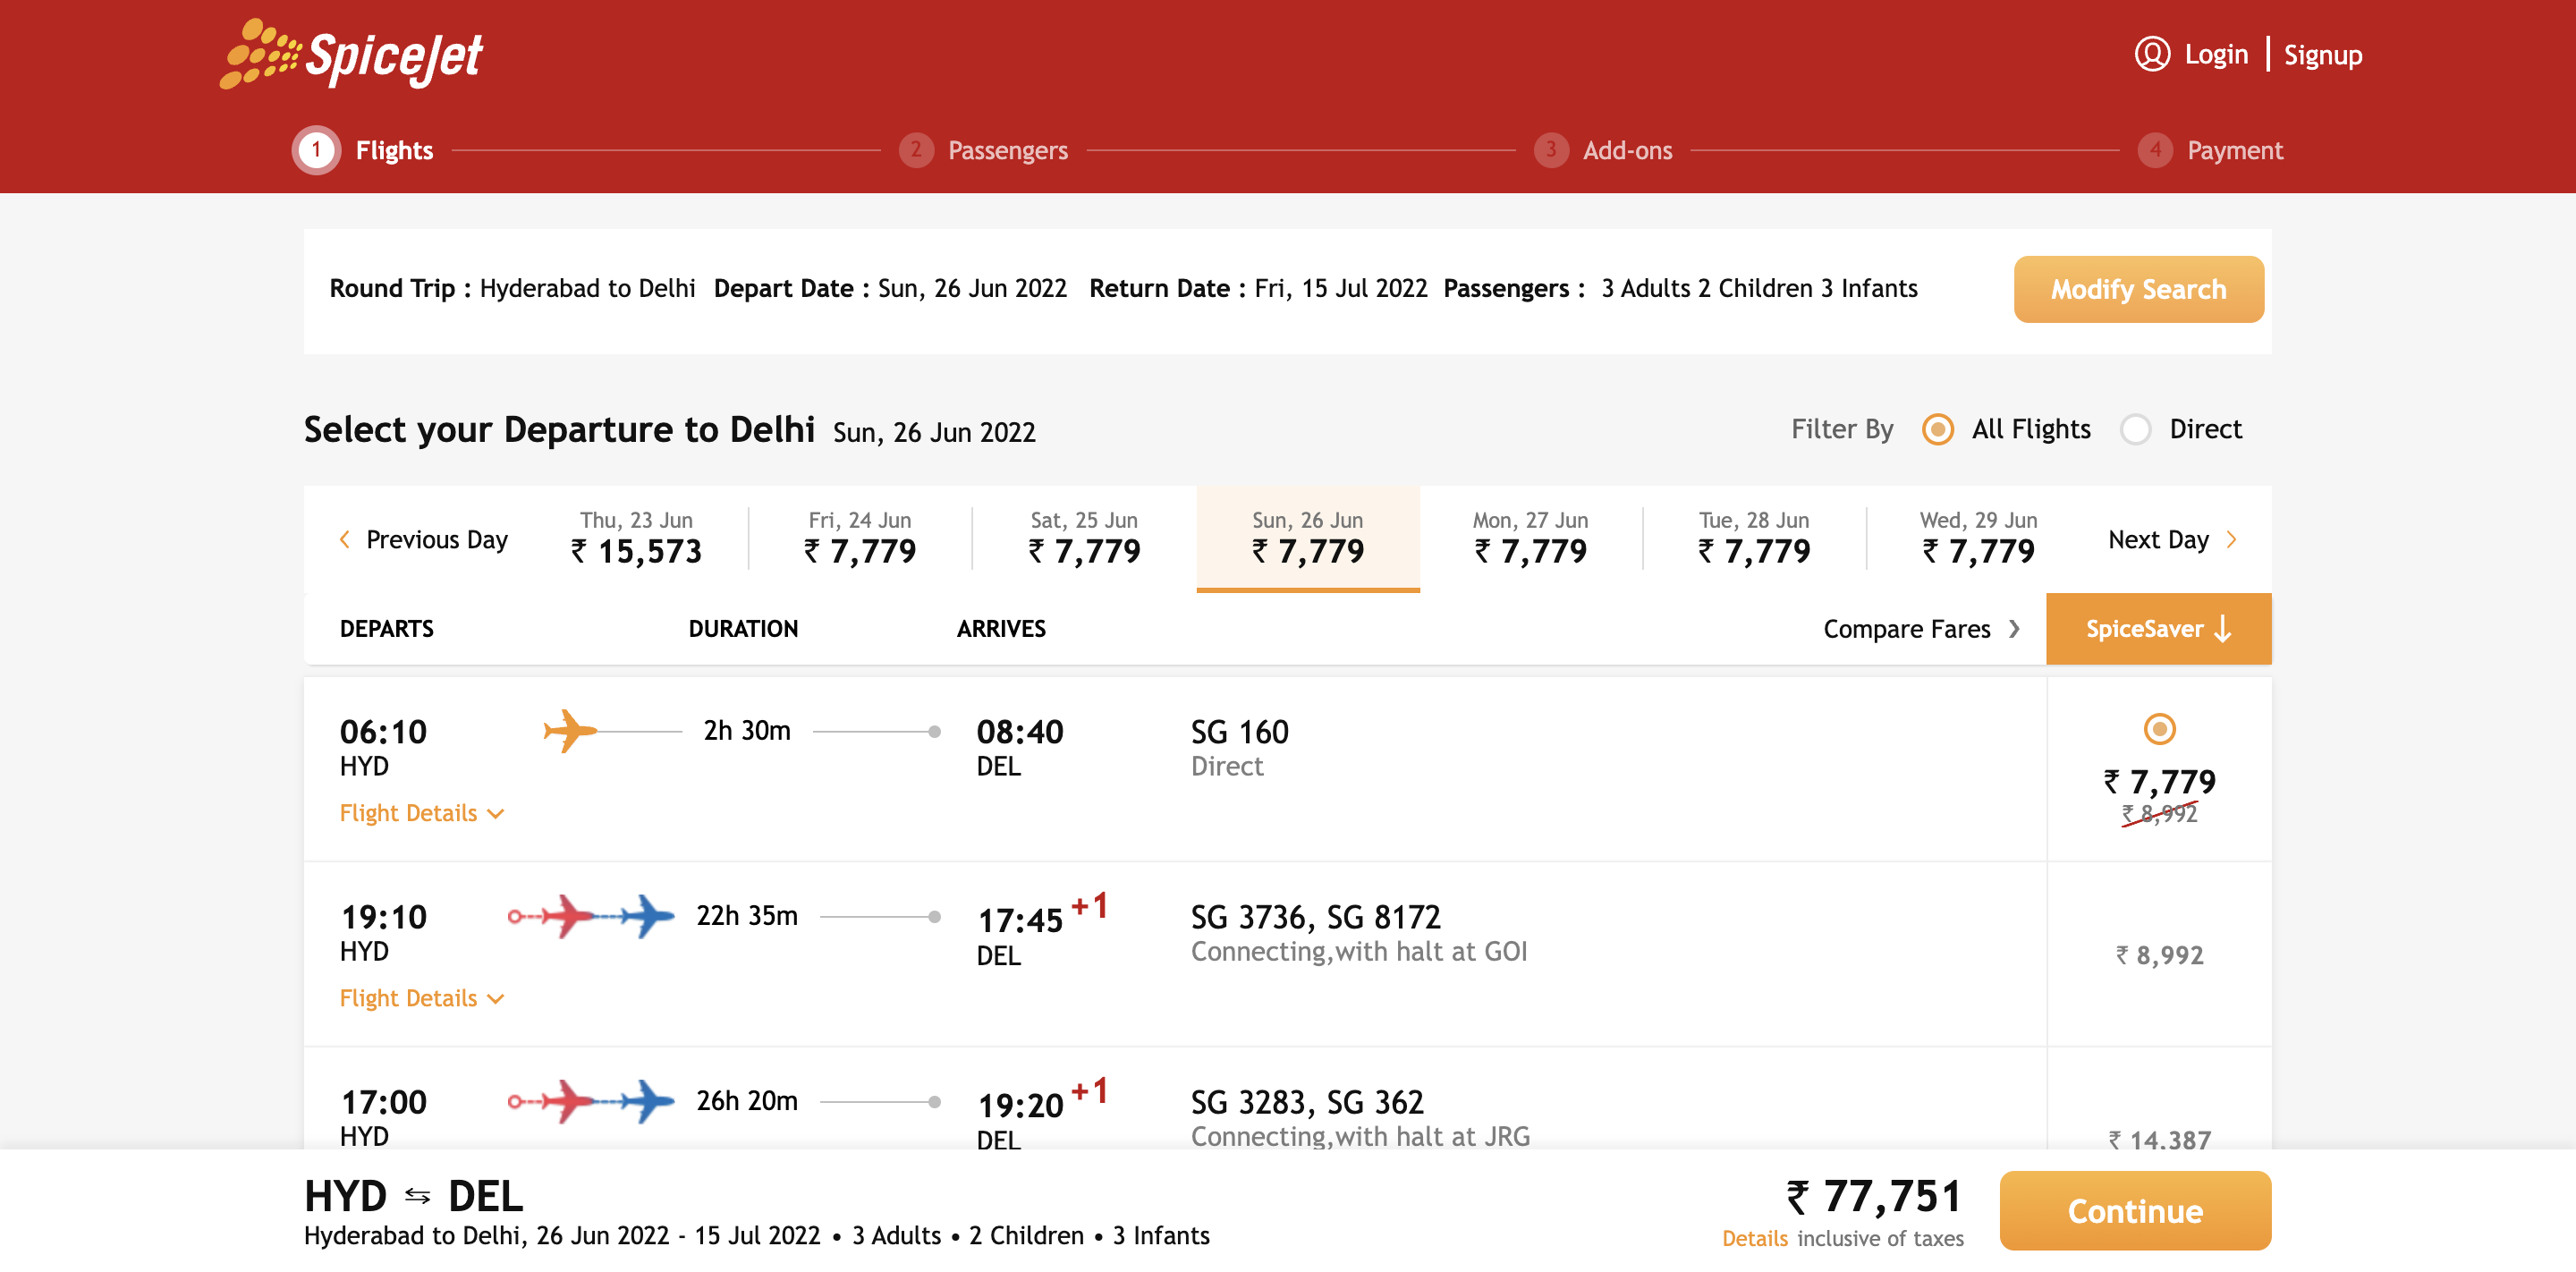 SpiceJet
Login | Signup
1 Flights 2 Passengers 3 Add-ons 4 Payment
Round Trip : Hyderabad to Delhi Depart Date : Sun, 26 Jun 2022 Return Date : Fri, 15 Jul 2022 Passengers : 3 Adults 2 Children 3 Infants Modify Search
Select your Departure to Delhi Sun, 26 Jun 2022 Filter By All Flights Direct
Previous Day Next Day
Thu, 23 Jun Fri, 24 Jun Sat, 25 Jun Sun, 26 Jun Mon, 27 Jun Tue, 28 Jun Wed, 29 Jun
₹ 15,573 ₹ 7,779 ₹ 7,779 ₹ 7,779 ₹ 7,779 ₹ 7,779 ₹ 7,779
DEPARTS DURATION ARRIVES Compare Fares SpiceSaver
06:10 2h 30m 08:40 SG 160
HYD DEL Direct ₹ 7,779
Flight Details ₹ 8,992
19:10 22h 35m 17:45 +1 SG 3736, SG 8172
HYD DEL Connecting,with halt at GOI ₹ 8,992
Flight Details
17:00 26h 20m 19:20 +1 SG 3283, SG 362
HYD DEL Connecting,with halt at JRG ₹ 14,387
HYD DEL ₹ 77,751 Continue
Hyderabad to Delhi, 26 Jun 2022 - 15 Jul 2022 • 3 Adults • 2 Children • 3 Infants Details inclusive of taxes